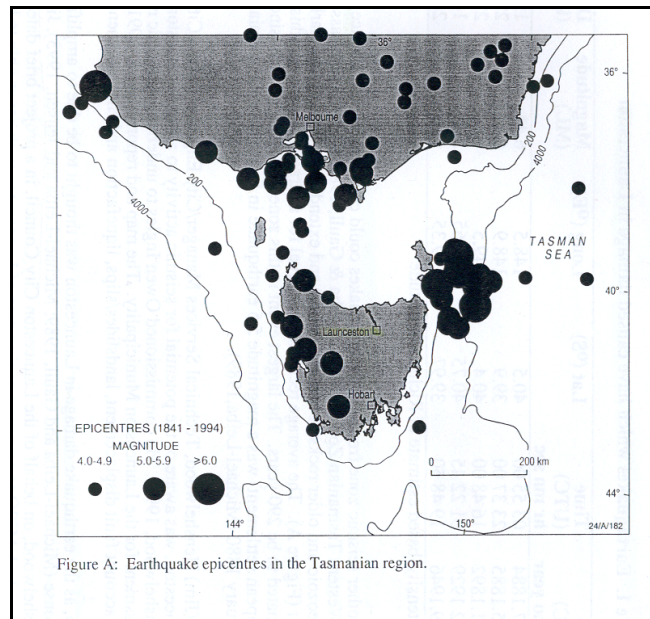 36°
36°
Melbourne
200
4000
200
4000
TASMAN
SEA
40°
40°
Launceston
Hobart
EPICENTRES (1841 - 1994)
MAGNITUDE
4.0-4.9 5.0-5.9 ⩾6.0
0 200 km
44°
24/A/182
144° 150°
Figure A: Earthquake epicentres in the Tasmanian region.